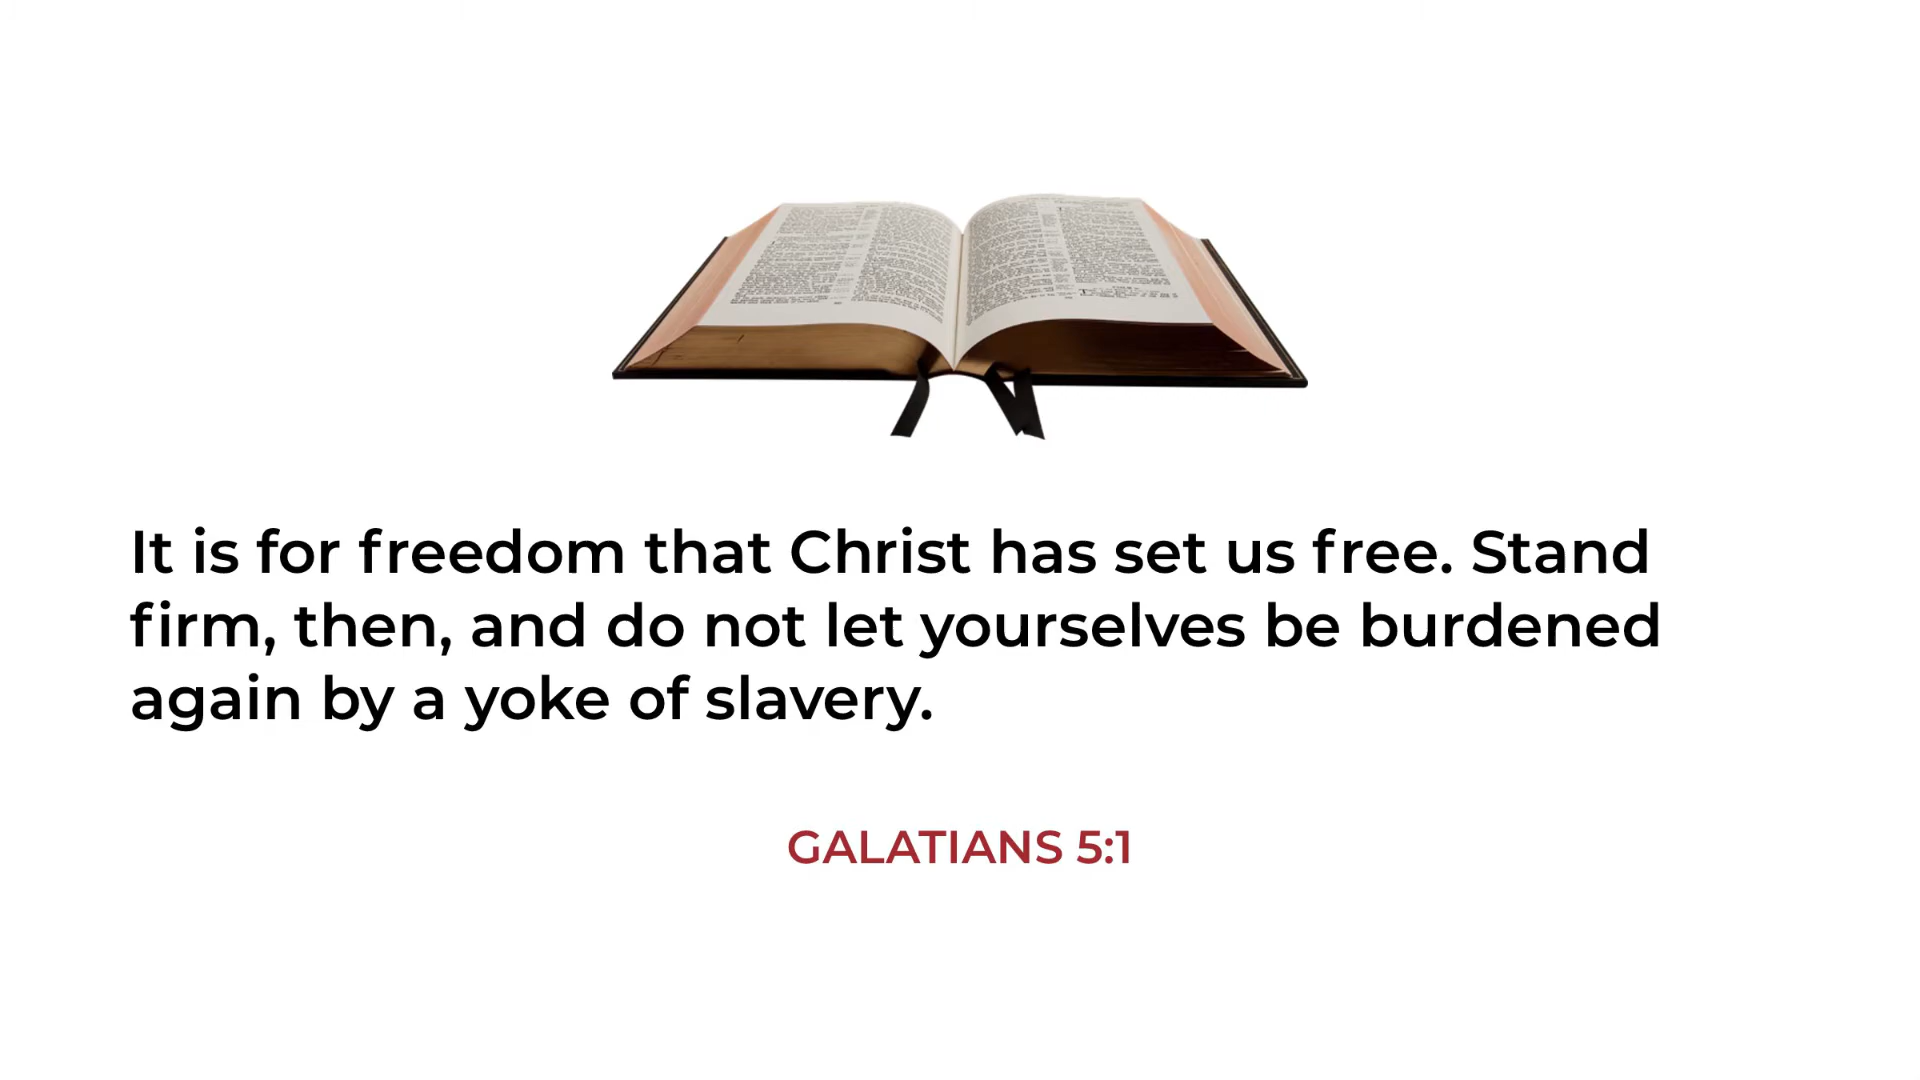 It is for freedom that Christ has set us free. Stand
firm, then, and do not let yourselves be burdened
again by a yoke of slavery.
GALATIANS 5:1